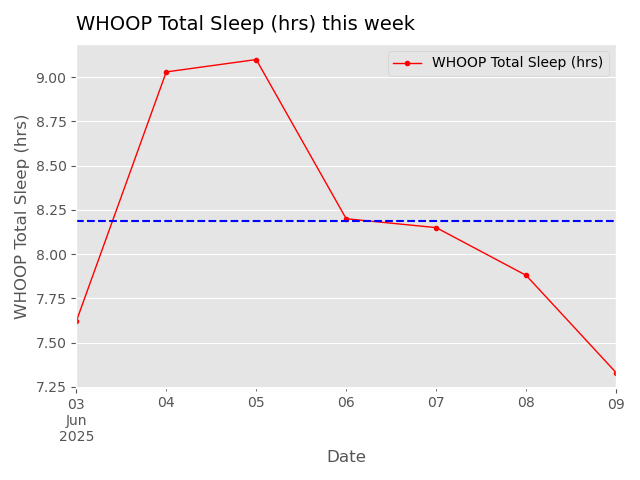 WHOOP Total Sleep (hrs) this week
WHOOP Total Sleep (hrs)
WHOOP Total Sleep (hrs)
9.00
8.75
8.50
8.25
8.00
7.75
7.50
7.25
03 04 05 06 07 08 09
Jun
2025
Date